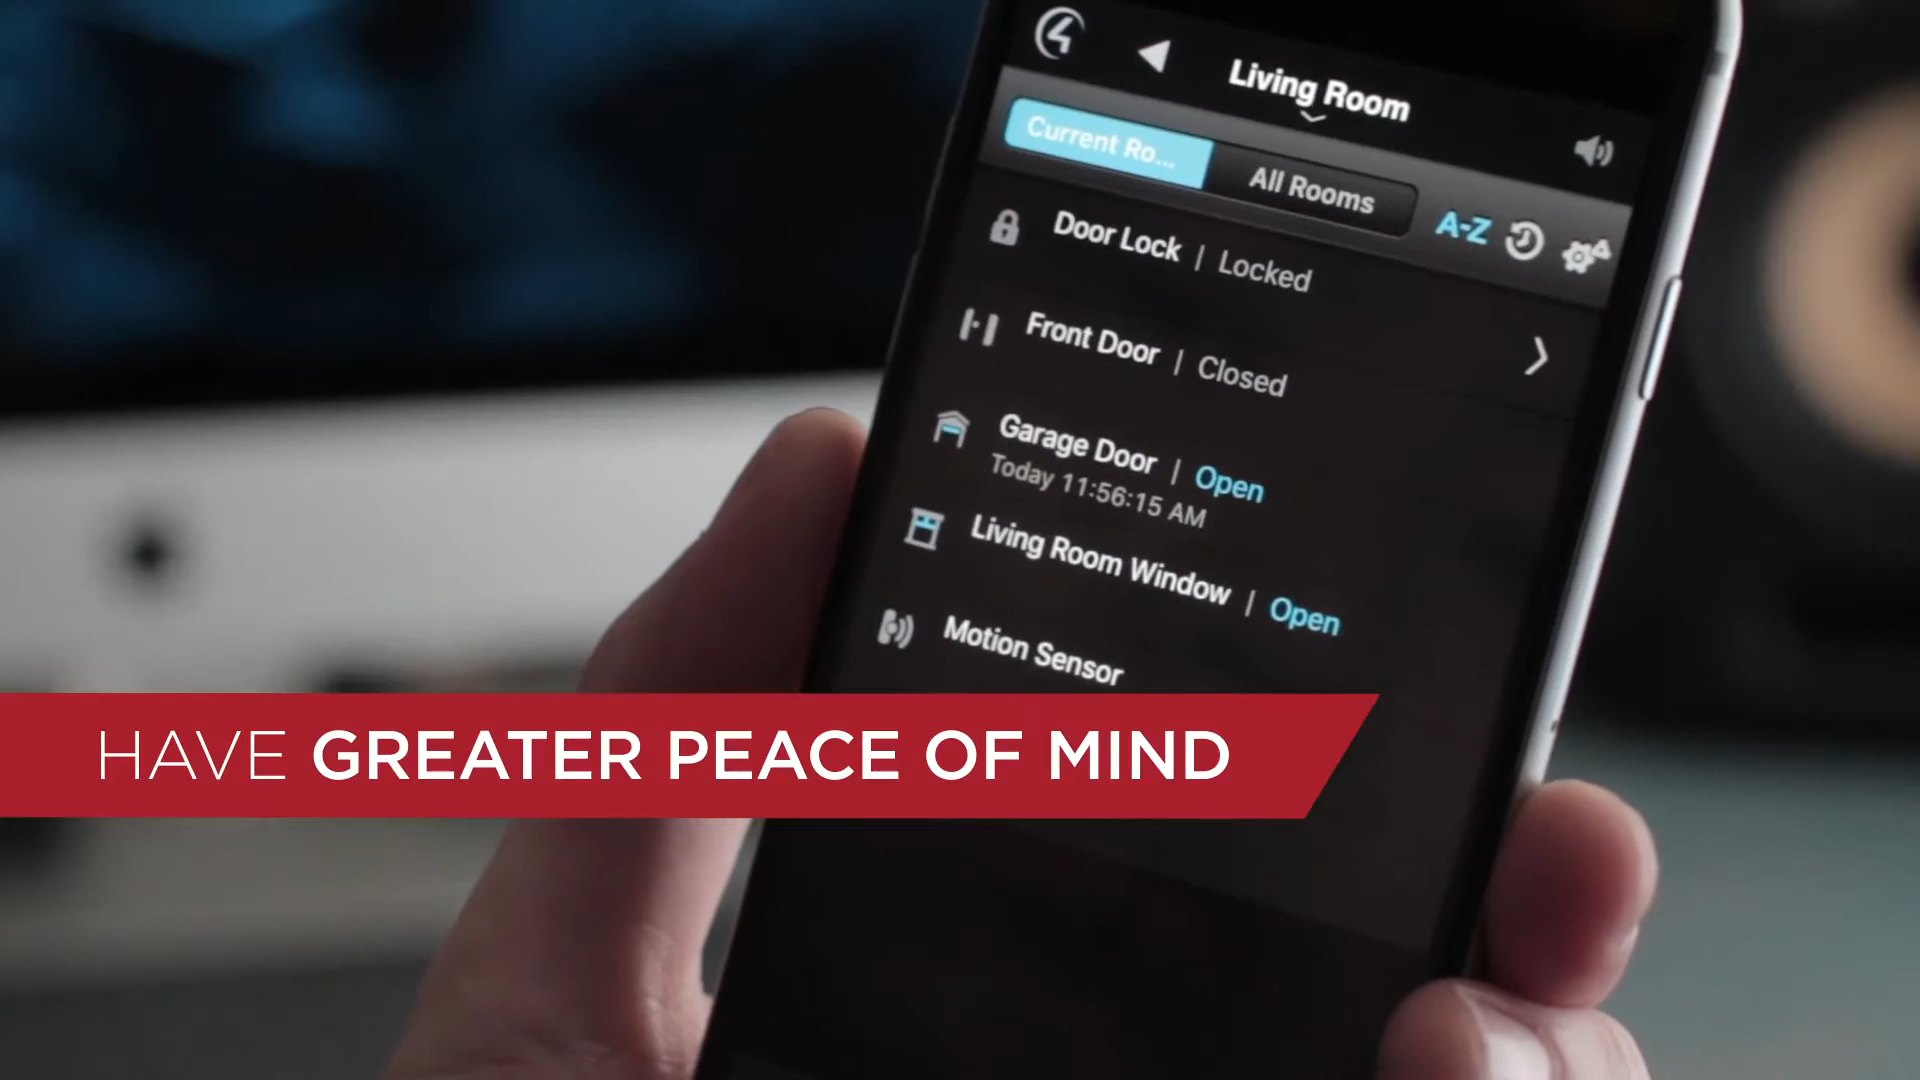 Living Room
Current Ro...
All Rooms
A-Z
Door Lock | Locked
Front Door | Closed
Garage Door | Open
Today 11:56:15 AM
Living Room Window | Open
Motion Sensor
HAVE GREATER PEACE OF MIND